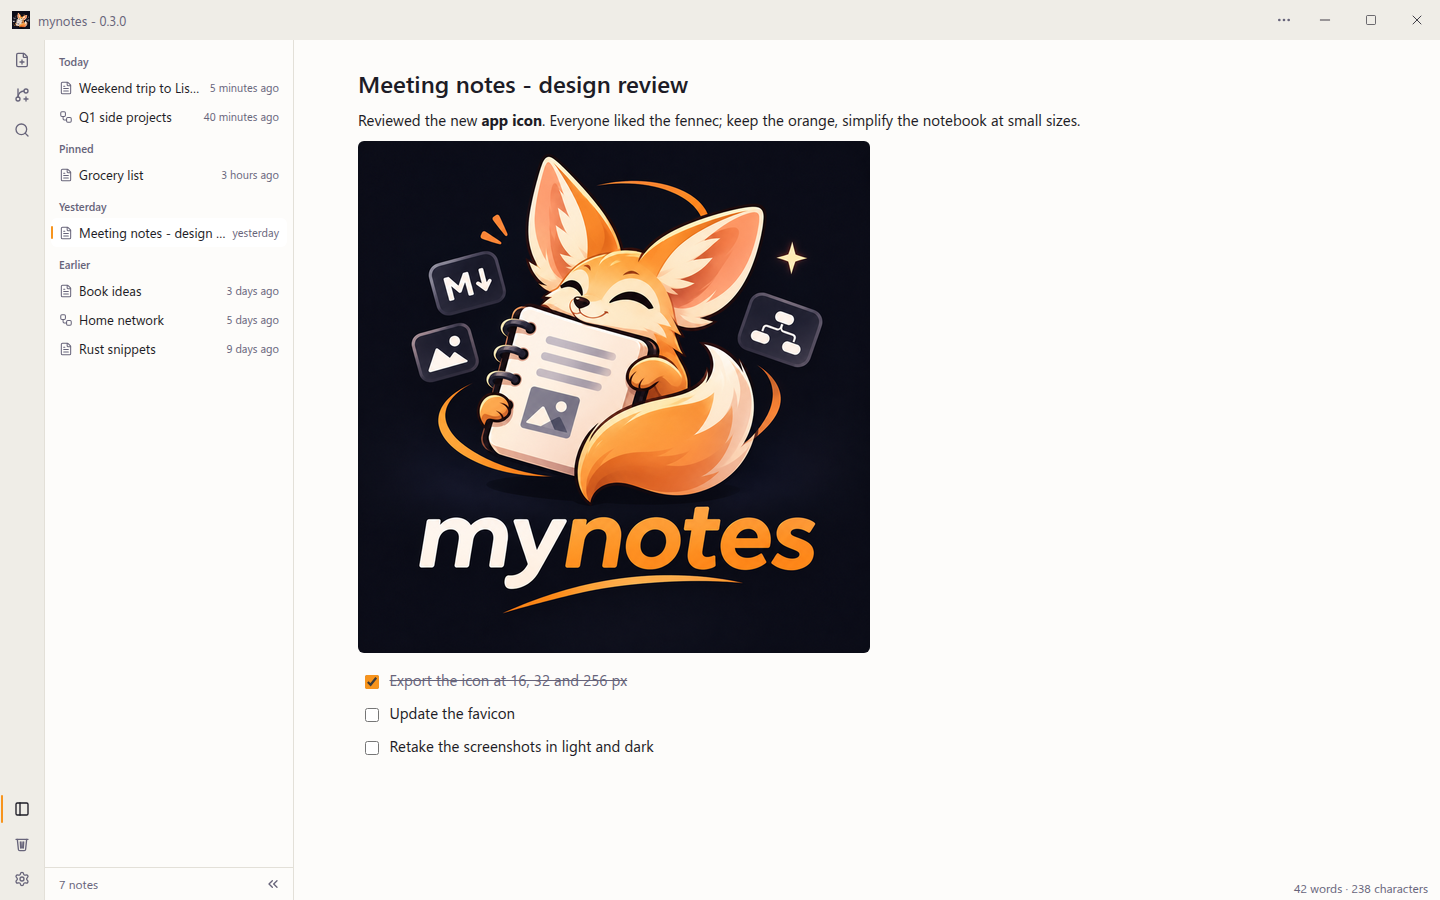 mynotes - 0.3.0
Today
Weekend trip to Lis... 5 minutes ago
Q1 side projects 40 minutes ago
Pinned
Grocery list 3 hours ago
Yesterday
Meeting notes - design ... yesterday
Earlier
Book ideas 3 days ago
Home network 5 days ago
Rust snippets 9 days ago
7 notes
Meeting notes - design review
Reviewed the new app icon. Everyone liked the fennec; keep the orange, simplify the notebook at small sizes.
M↓
mynotes
Export the icon at 16, 32 and 256 px
Update the favicon
Retake the screenshots in light and dark
42 words · 238 characters